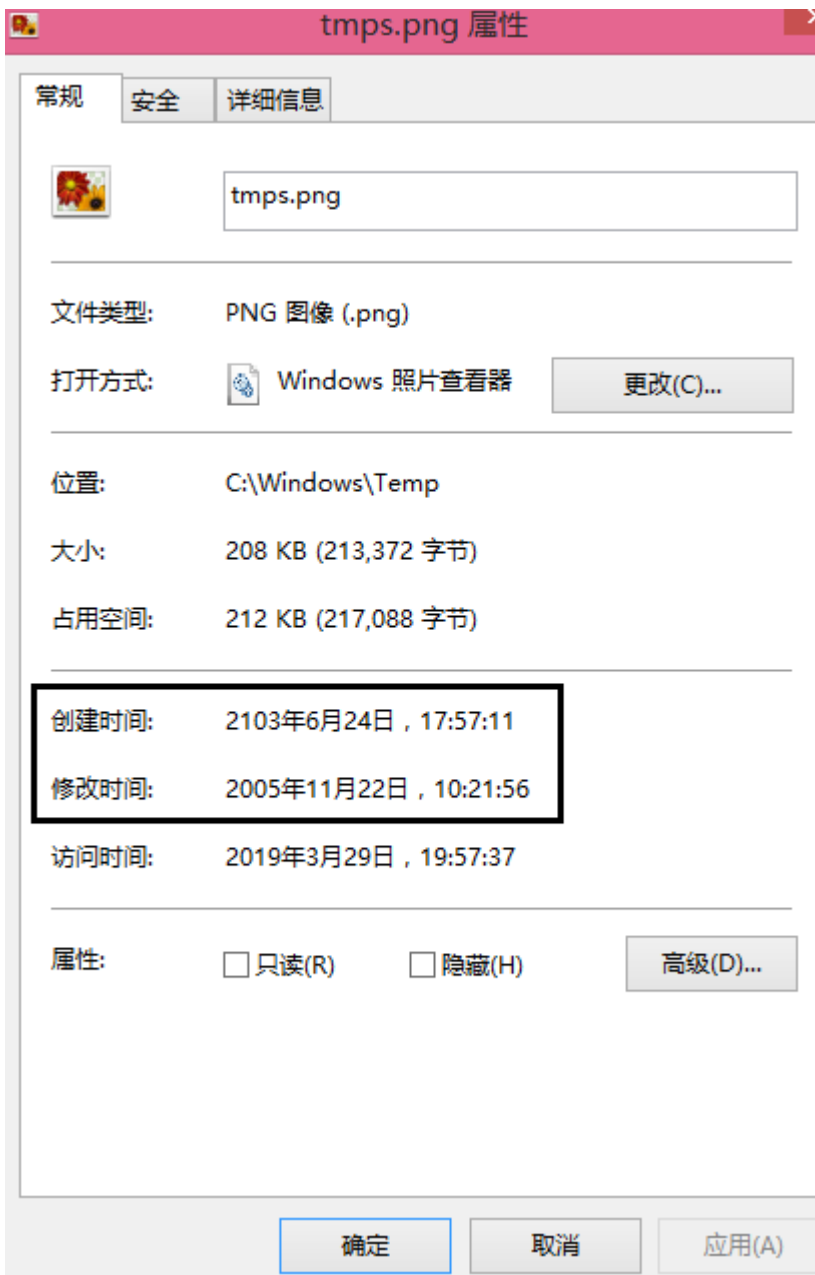 tmps.png 属性
常规 安全 详细信息
tmps.png
文件类型: PNG 图像 (.png)
打开方式: Windows 照片查看器 更改(C)...
位置: C:\Windows\Temp
大小: 208 KB (213,372 字节)
占用空间: 212 KB (217,088 字节)
创建时间: 2103年6月24日，17:57:11
修改时间: 2005年11月22日，10:21:56
访问时间: 2019年3月29日，19:57:37
属性: 只读(R) 隐藏(H) 高级(D)...
确定 取消 应用(A)